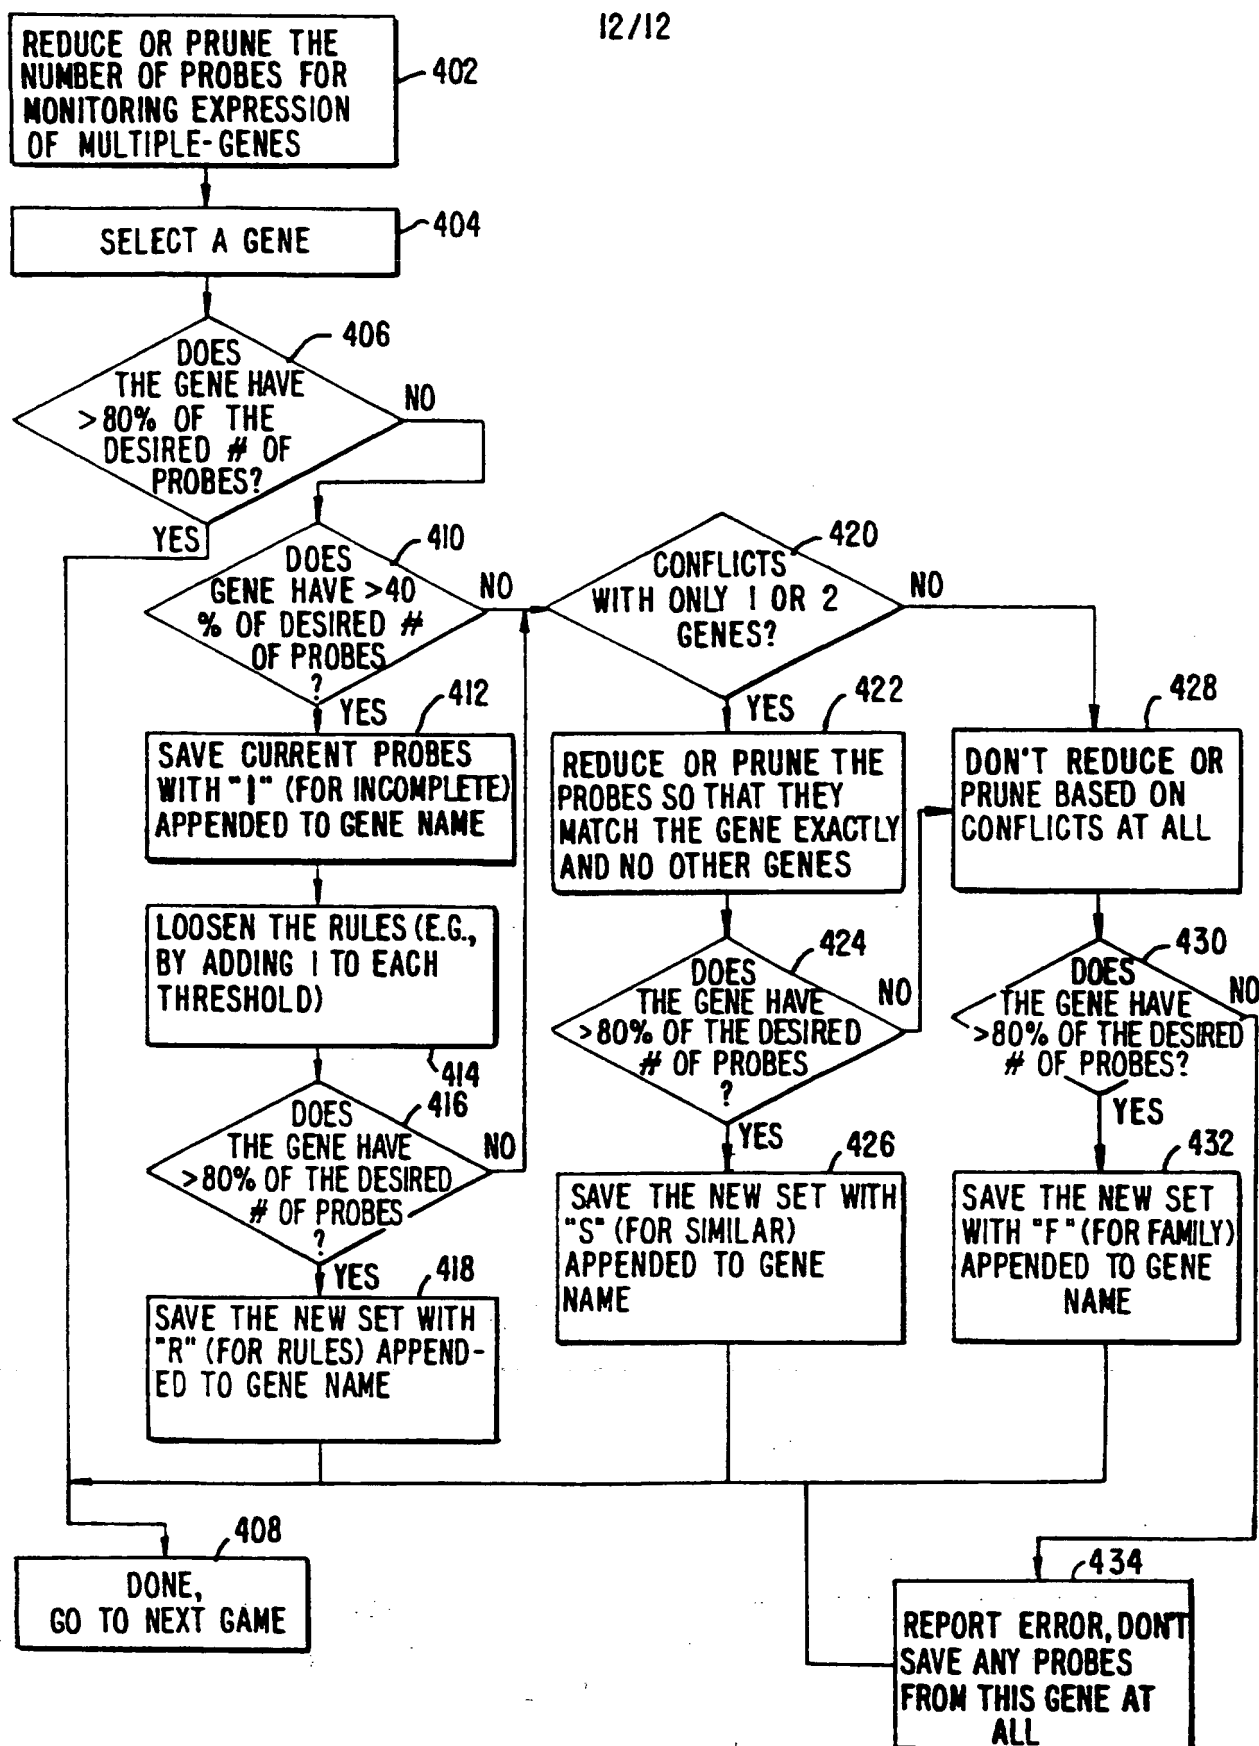 12/12
REDUCE OR PRUNE THE
NUMBER OF PROBES FOR
MONITORING EXPRESSION
OF MULTIPLE-GENES
402
SELECT A GENE
404
406
DOES
THE GENE HAVE
>80% OF THE
DESIRED # OF
PROBES?
NO
YES
410
DOES
GENE HAVE >40
% OF DESIRED #
OF PROBES
?
NO
YES
412
SAVE CURRENT PROBES
WITH "I" (FOR INCOMPLETE)
APPENDED TO GENE NAME
LOOSEN THE RULES (E.G.,
BY ADDING 1 TO EACH
THRESHOLD)
414
416
DOES
THE GENE HAVE
>80% OF THE DESIRED
# OF PROBES
?
NO
YES
418
SAVE THE NEW SET WITH
"R" (FOR RULES) APPEND-
ED TO GENE NAME
420
CONFLICTS
WITH ONLY 1 OR 2
GENES?
NO
YES
422
REDUCE OR PRUNE THE
PROBES SO THAT THEY
MATCH THE GENE EXACTLY
AND NO OTHER GENES
424
DOES
THE GENE HAVE
>80% OF THE DESIRED
# OF PROBES
?
NO
YES
426
SAVE THE NEW SET WITH
"S" (FOR SIMILAR)
APPENDED TO GENE
NAME
428
DON'T REDUCE OR
PRUNE BASED ON
CONFLICTS AT ALL
430
DOES
THE GENE HAVE
>80% OF THE DESIRED
# OF PROBES?
NO
YES
432
SAVE THE NEW SET
WITH "F" (FOR FAMILY)
APPENDED TO GENE
NAME
408
DONE,
GO TO NEXT GAME
434
REPORT ERROR, DON'T
SAVE ANY PROBES
FROM THIS GENE AT
ALL